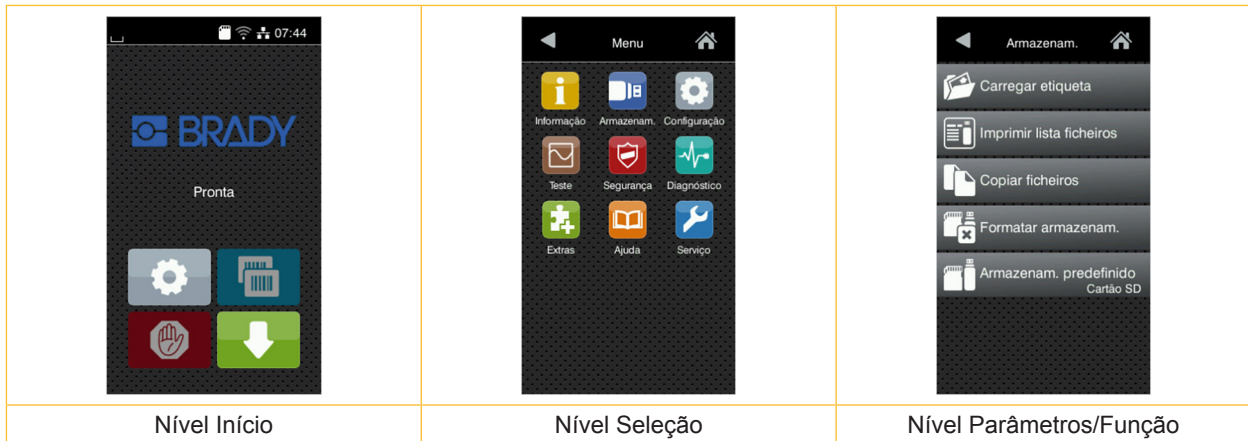 07:44
BRADY
Pronta
Nível Início
Menu
Informação Armazenam. Configuração
Teste Segurança Diagnóstico
Extras Ajuda Serviço
Nível Seleção
Armazenam.
Carregar etiqueta
Imprimir lista ficheiros
Copiar ficheiros
Formatar armazenam.
Armazenam. predefinido
Cartão SD
Nível Parâmetros/Função